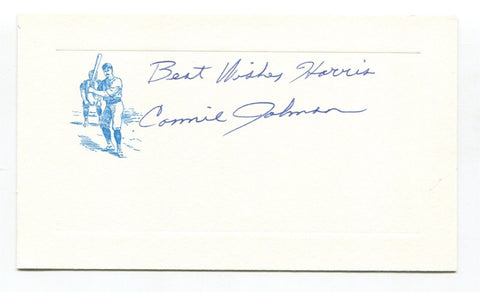 Best Wishes Harris
Connie Johnson